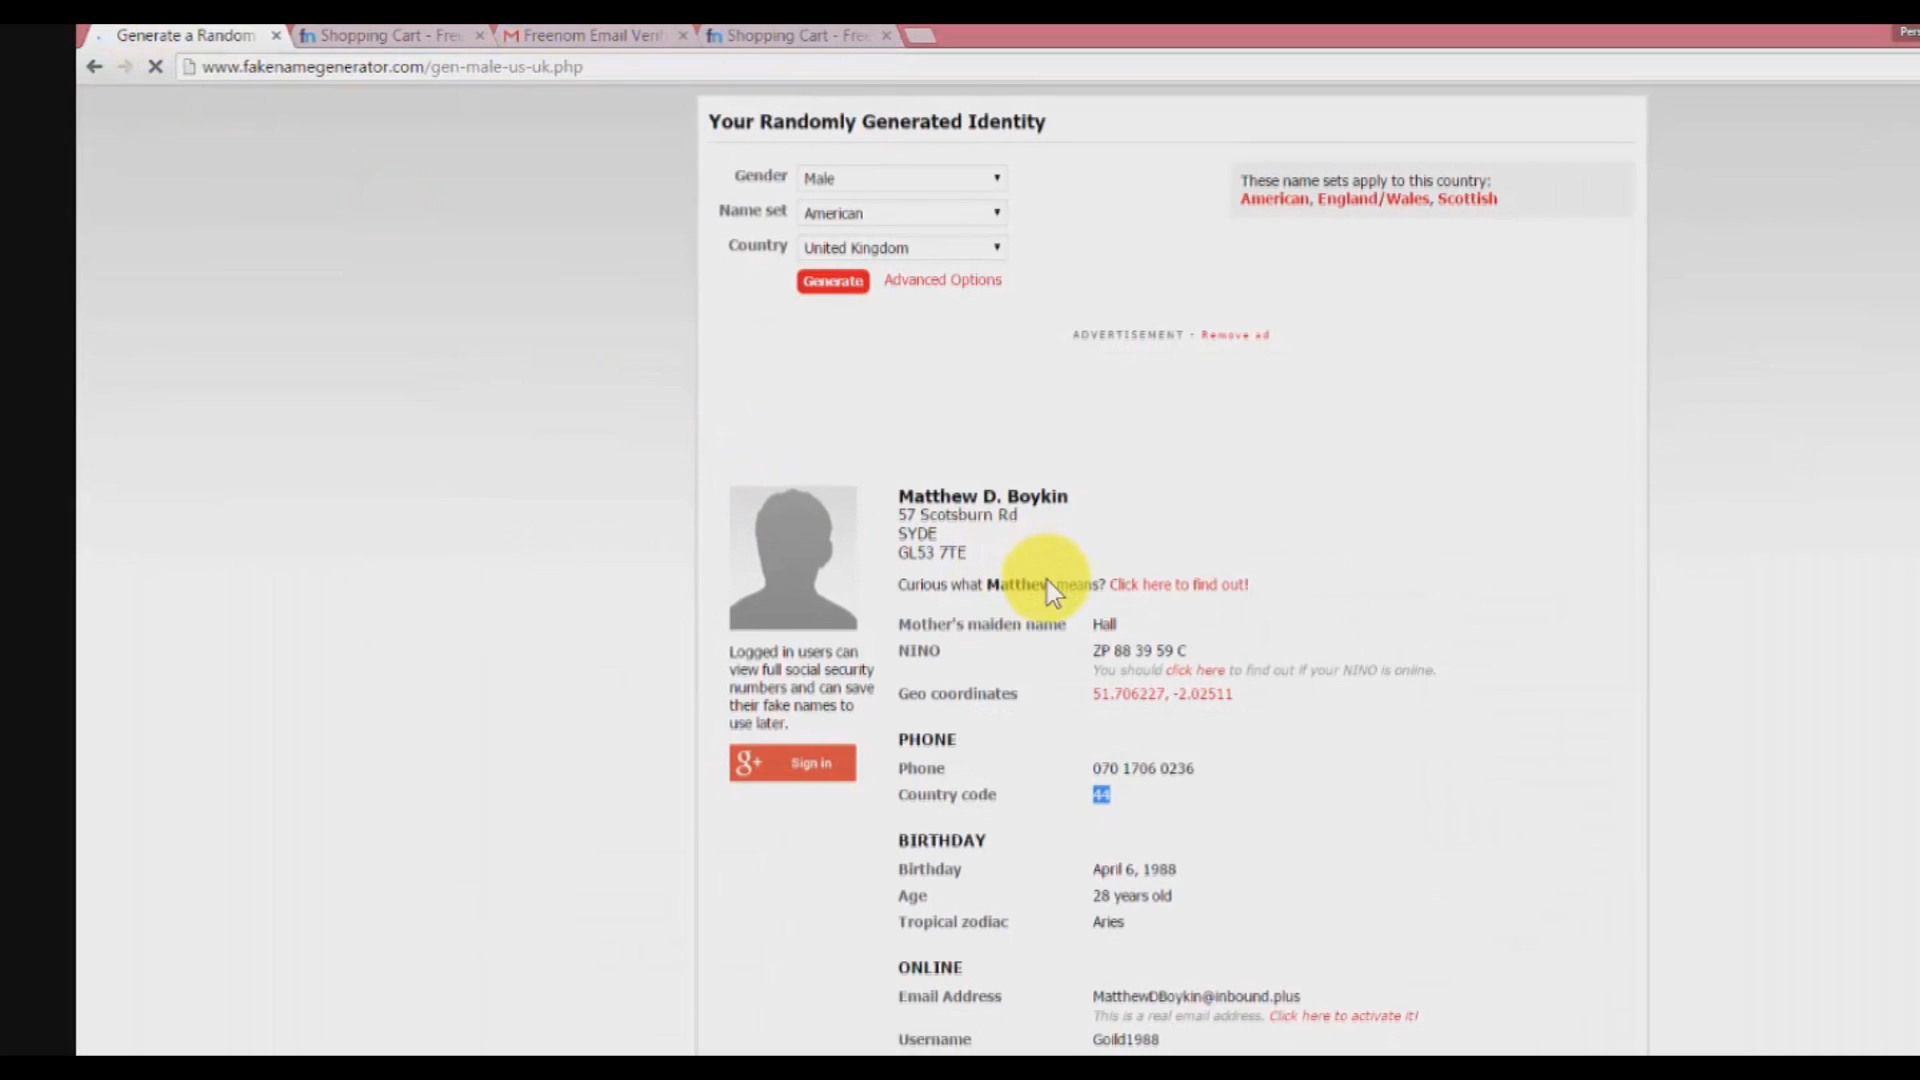 Generate a Random
Shopping Cart - Free
Freenom Email Verif
Shopping Cart - Free
Pers
www.fakenamegenerator.com/gen-male-us-uk.php
Your Randomly Generated Identity
Gender Male
Name set American
Country United Kingdom
Generate Advanced Options
These name sets apply to this country:
American, England/Wales, Scottish
ADVERTISEMENT - Remove ad
Matthew D. Boykin
57 Scotsburn Rd
SYDE
GL53 7TE
Curious what Matthew means? Click here to find out!
Mother's maiden name Hall
NINO ZP 88 39 59 C
You should click here to find out if your NINO is online.
Geo coordinates 51.706227, -2.02511
Logged in users can
view full social security
numbers and can save
their fake names to
use later.
g+ Sign in
PHONE
Phone 070 1706 0236
Country code 44
BIRTHDAY
Birthday April 6, 1988
Age 28 years old
Tropical zodiac Aries
ONLINE
Email Address MatthewDBoykin@inbound.plus
This is a real email address. Click here to activate it!
Username Goild1988